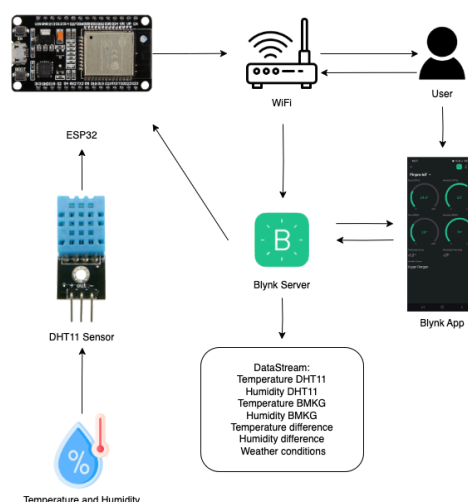 WiFi
User
ESP32
B
Blynk Server
Blynk App
DHT11 Sensor
DataStream:
Temperature DHT11
Humidity DHT11
Temperature BMKG
Humidity BMKG
Temperature difference
Humidity difference
Weather conditions
%
Temperature and Humidity